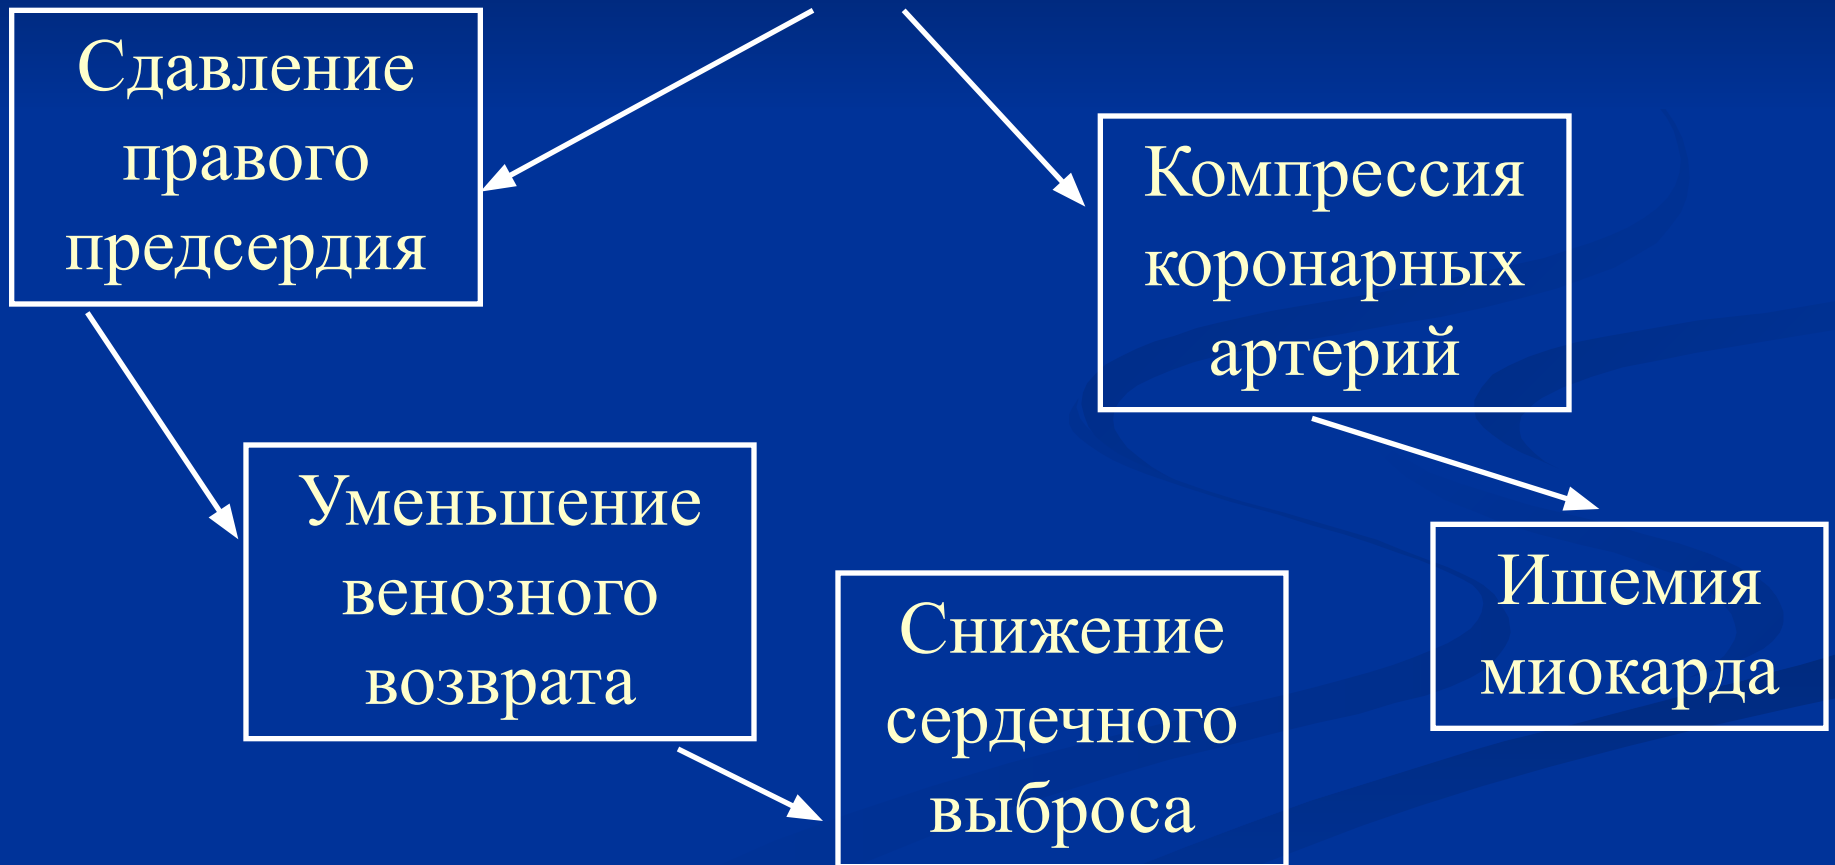 Сдавление
правого
предсердия
Компрессия
коронарных
артерий
Уменьшение
венозного
возврата
Снижение
сердечного
выброса
Ишемия
миокарда